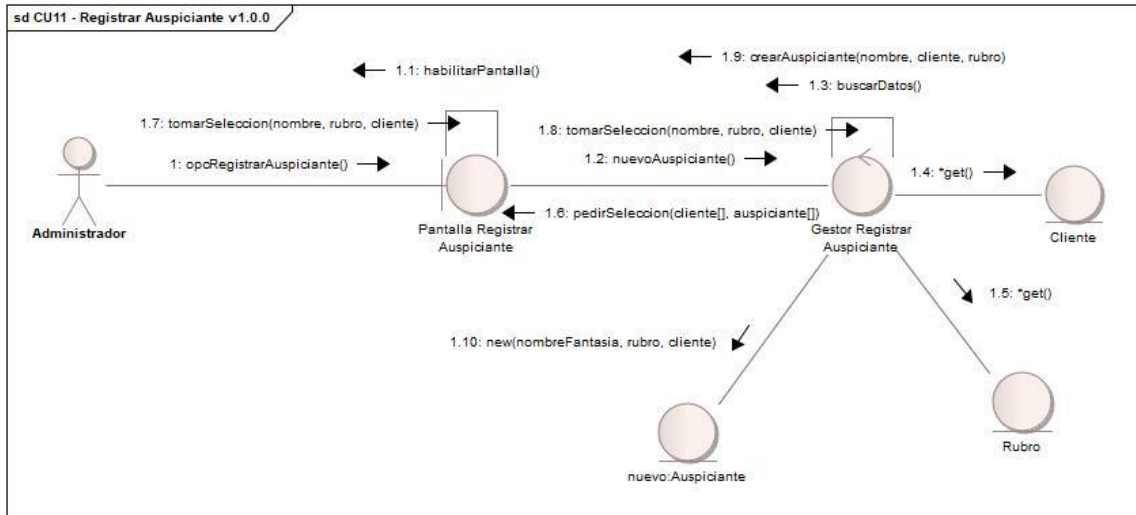 sd CU11 - Registrar Auspiciante v1.0.0
1.9: crearAuspiciante(nombre, cliente, rubro)
1.1: habilitarPantalla()
1.3: buscarDatos()
1.7: tomarSeleccion(nombre, rubro, cliente)
1.8: tomarSeleccion(nombre, rubro, cliente)
1: opcRegistrarAuspiciante()
1.2: nuevoAuspiciante()
1.4: *get()
1.6: pedirSeleccion(cliente[], auspiciante[])
Administrador
Pantalla Registrar
Auspiciante
Gestor Registrar
Auspiciante
Cliente
1.5: *get()
1.10: new(nombreFantasia, rubro, cliente)
Rubro
nuevo:Auspiciante